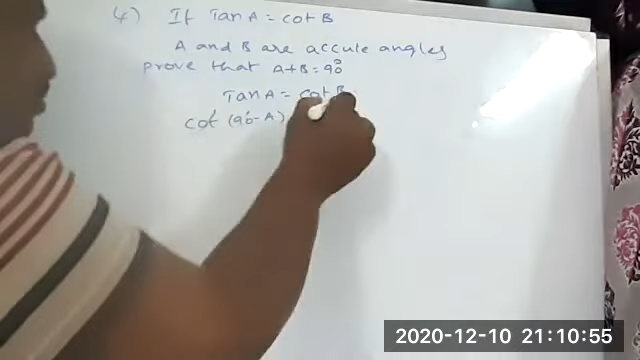 4) If Tan A = cot B
A and B are accute angles
prove that A+B = 90°
Tan A = cot B
cot (90°- A)
2020-12-10 21:10:55